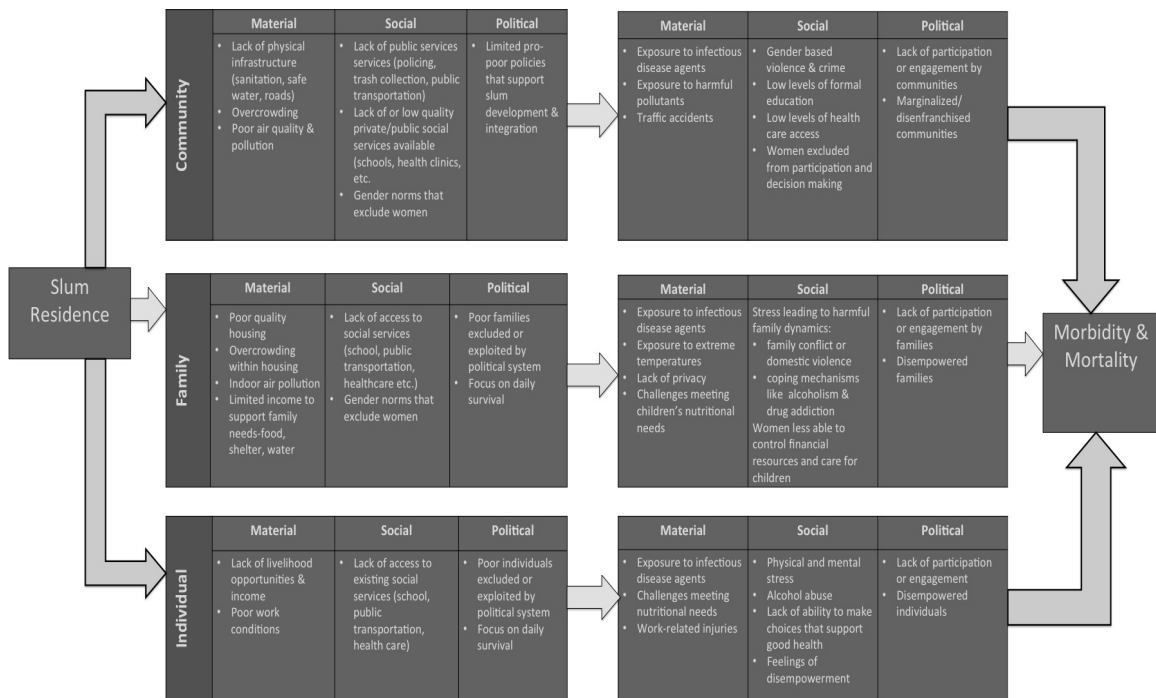 Slum
Residence
Community
Material
Lack of physical
infrastructure
(sanitation, safe
water, roads)
Overcrowding
Poor air quality &
pollution
Social
Lack of public services
services (policing,
trash collection, public
transportation)
Lack of or low quality
private/public social
services available
(schools, health clinics,
etc.
Gender norms that
exclude women
Political
Limited pro-
poor policies
that support
slum
development &
integration
Material
Exposure to infectious
disease agents
Exposure to harmful
pollutants
Traffic accidents
Social
Gender based
violence & crime
Low levels of formal
education
Low levels of health
care access
Women excluded
from participation and
decision making
Political
Lack of participation
or engagement by
communities
Marginalized/
disenfranchised
communities
Family
Material
Poor quality
housing
Overcrowding
within housing
Indoor air pollution
Limited income to
support family
needs-food,
shelter, water
Social
Lack of access to
social services
(school, public
transportation,
healthcare etc.)
Gender norms that
exclude women
Political
Poor families
excluded or
exploited by
political system
Focus on daily
survival
Material
Exposure to infectious
disease agents
Exposure to extreme
temperatures
Lack of privacy
Challenges meeting
children's nutritional
needs
Social
Stress leading to harmful
family dynamics:
family conflict or
domestic violence
coping mechanisms
like alcoholism &
drug addiction
Women less able to
control financial
resources and care for
children
Political
Lack of participation
or engagement by
families
Disempowered
families
Individual
Material
Lack of livelihood
opportunities &
income
Poor work
conditions
Social
Lack of access to
existing social
services (school,
public
transportation,
health care)
Political
Poor individuals
excluded or
exploited by
political system
Focus on daily
survival
Material
Exposure to infectious
disease agents
Challenges meeting
nutritional needs
Work-related injuries
Social
Physical and mental
stress
Alcohol abuse
Lack of ability to make
choices that support
good health
Feelings of
disempowerment
Political
Lack of participation
or engagement
Disempowered
individuals
Morbidity &
Mortality